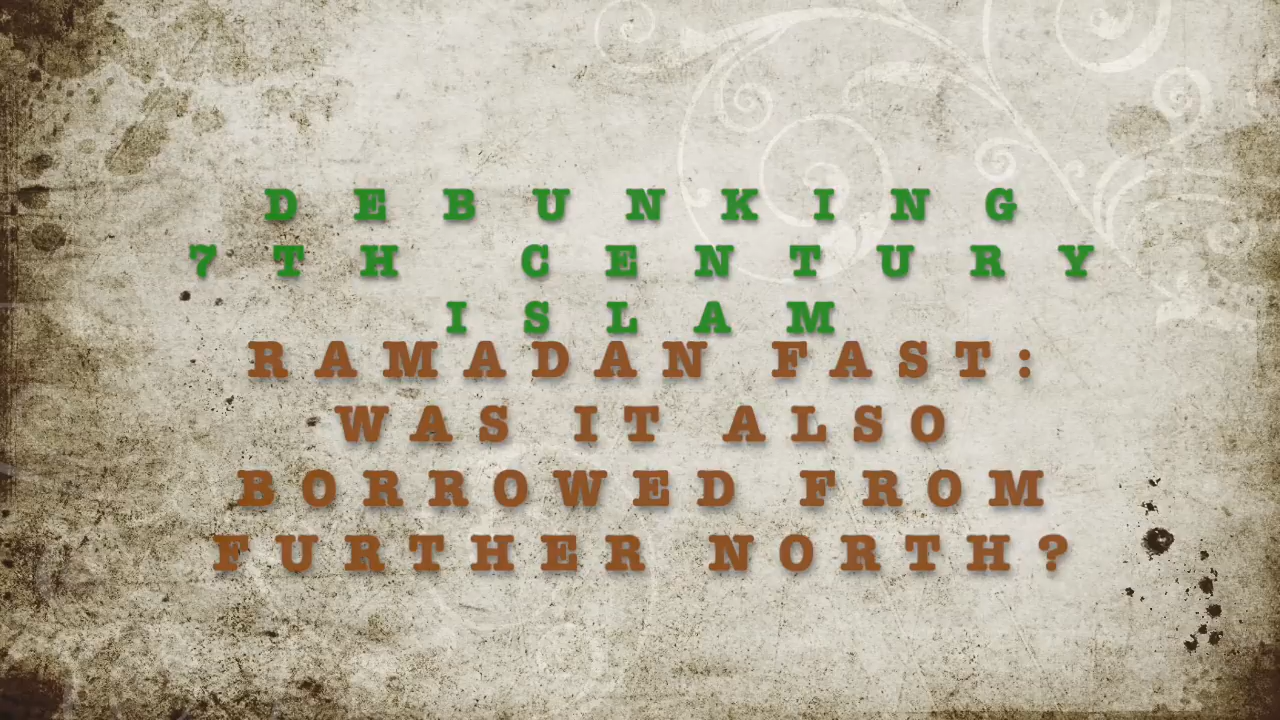 DEBUNKING
7TH CENTURY
ISLAM
RAMADAN FAST:
WAS IT ALSO
BORROWED FROM
FURTHER NORTH?